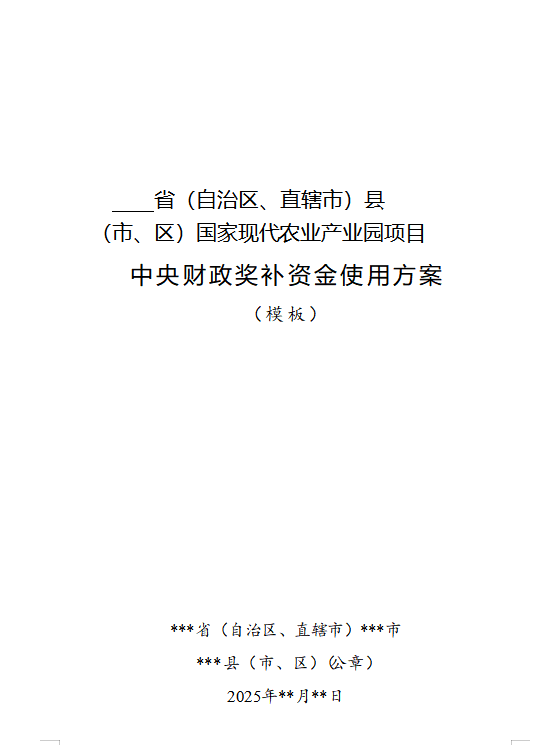 ____省（自治区、直辖市）县
（市、区）国家现代农业产业园项目
中央财政奖补资金使用方案
（模板）
***省（自治区、直辖市）***市
***县（市、区）（公章）
2025年**月**日